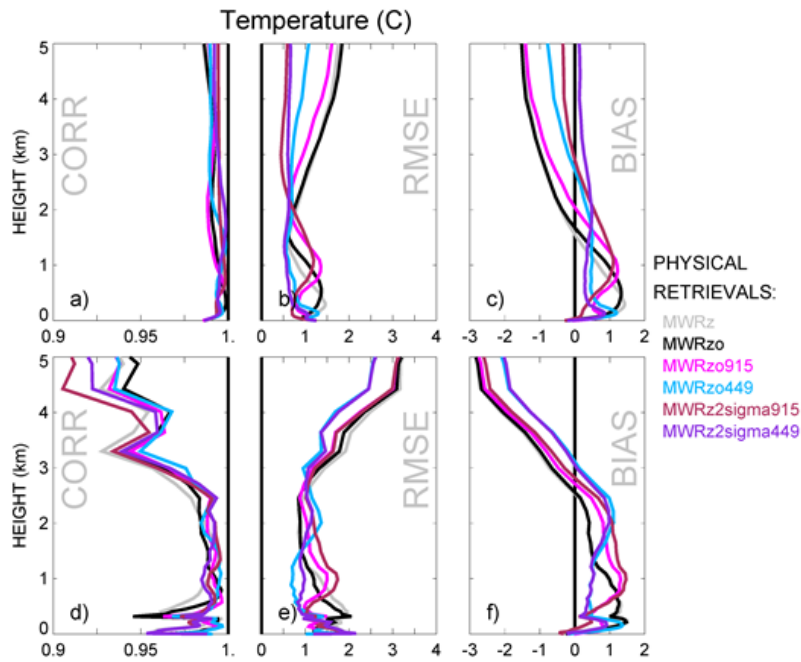 Temperature (C)
5
4
3
2
1
0
HEIGHT (km)
CORR
a)
0.9 0.95 1.
RMSE
b)
0 1 2 3 4
BIAS
c)
-3 -2 -1 0 1 2
PHYSICAL
RETRIEVALS:
MWRz
MWRzo
MWRzo915
MWRzo449
MWRz2sigma915
MWRz2sigma449
5
4
3
2
1
0
HEIGHT (km)
CORR
d)
0.9 0.95 1.
RMSE
e)
0 1 2 3 4
BIAS
f)
-3 -2 -1 0 1 2